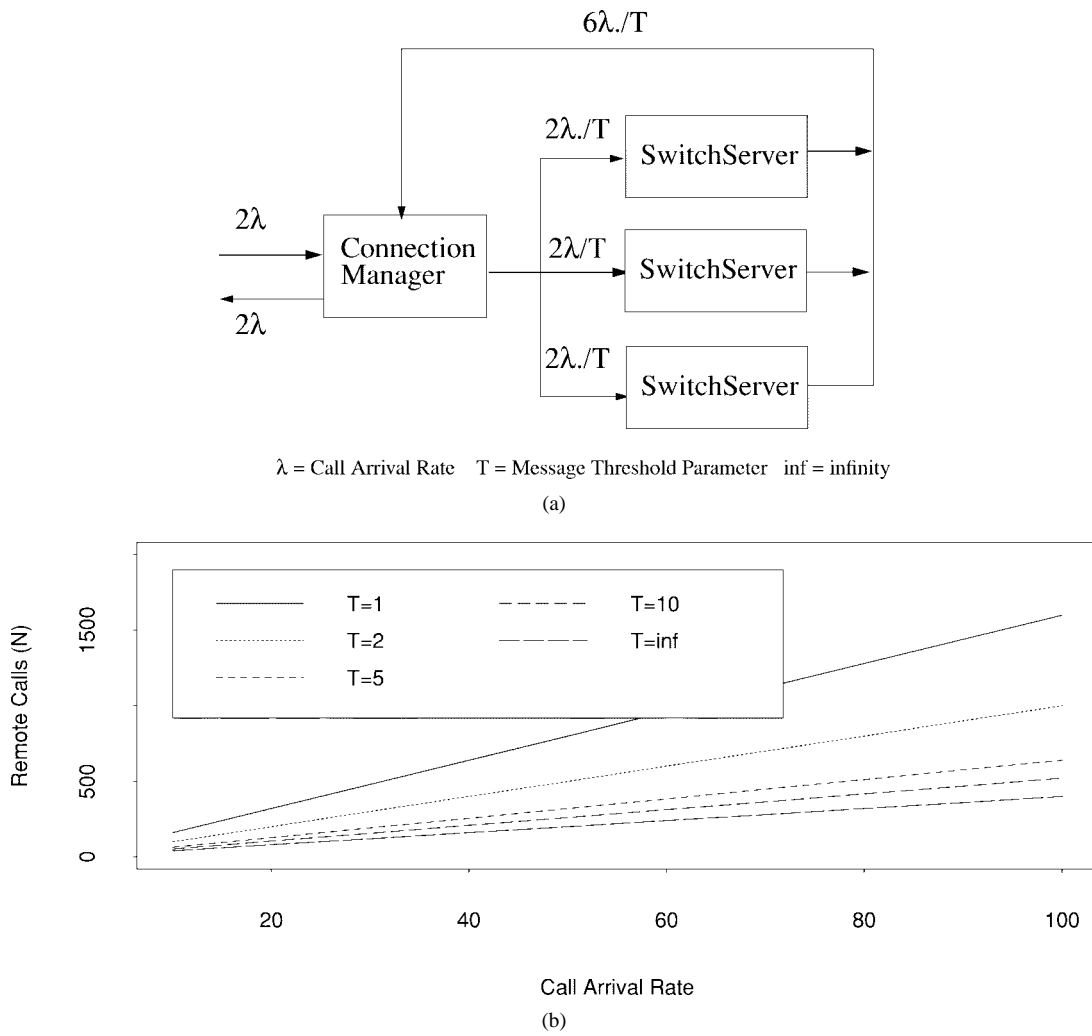 6λ./T
2λ./T
SwitchServer
2λ
Connection
Manager
2λ/T
SwitchServer
2λ
2λ./T
SwitchServer
λ = Call Arrival Rate T = Message Threshold Parameter inf = infinity
(a)
Remote Calls (N)
1500
500
0
T=1
T=2
T=5
T=10
T=inf
20 40 60 80 100
Call Arrival Rate
(b)